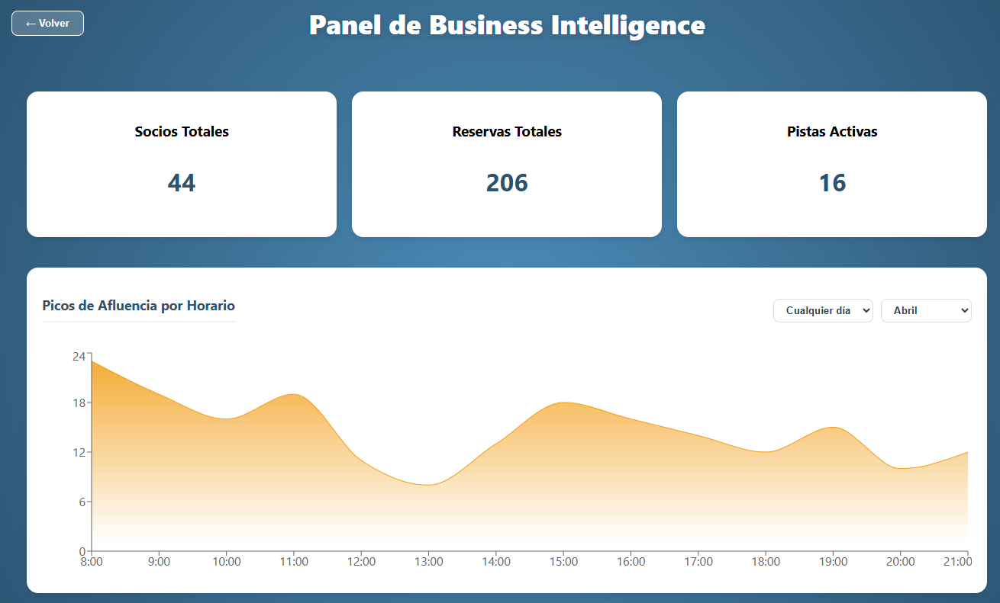 ← Volver
Panel de Business Intelligence
Socios Totales
44
Reservas Totales
206
Pistas Activas
16
Picos de Afluencia por Horario
Cualquier día
Abril
24
18
12
6
0
8:00 9:00 10:00 11:00 12:00 13:00 14:00 15:00 16:00 17:00 18:00 19:00 20:00 21:00